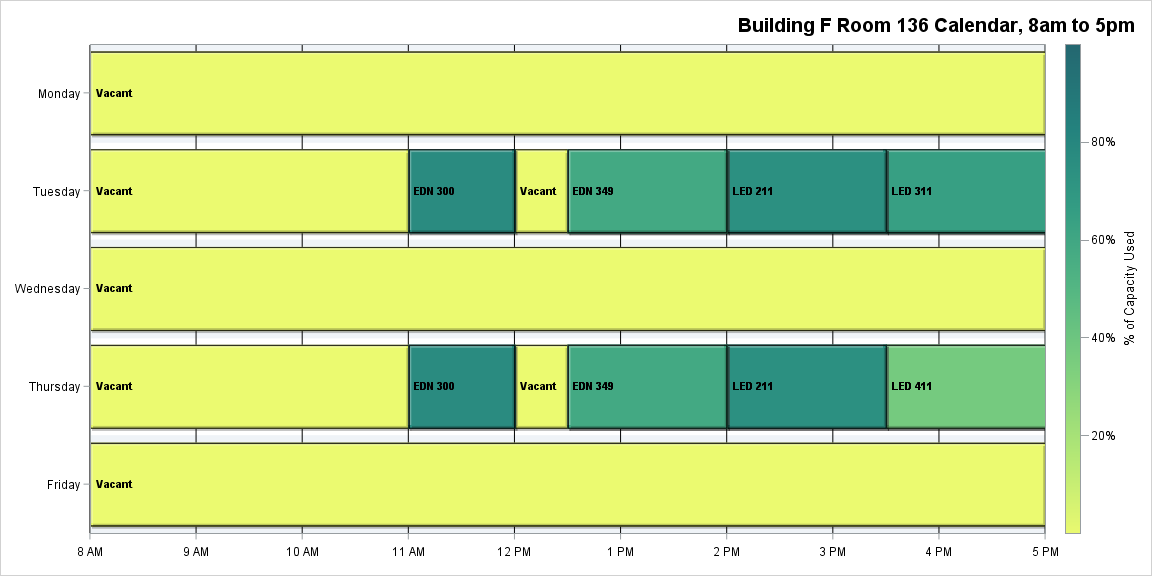 Building F Room 136 Calendar, 8am to 5pm
Monday
Vacant
Tuesday
Vacant
EDN 300
Vacant
EDN 349
LED 211
LED 311
Wednesday
Vacant
Thursday
Vacant
EDN 300
Vacant
EDN 349
LED 211
LED 411
Friday
Vacant
8 AM
9 AM
10 AM
11 AM
12 PM
1 PM
2 PM
3 PM
4 PM
5 PM
80%
60%
40%
20%
% of Capacity Used